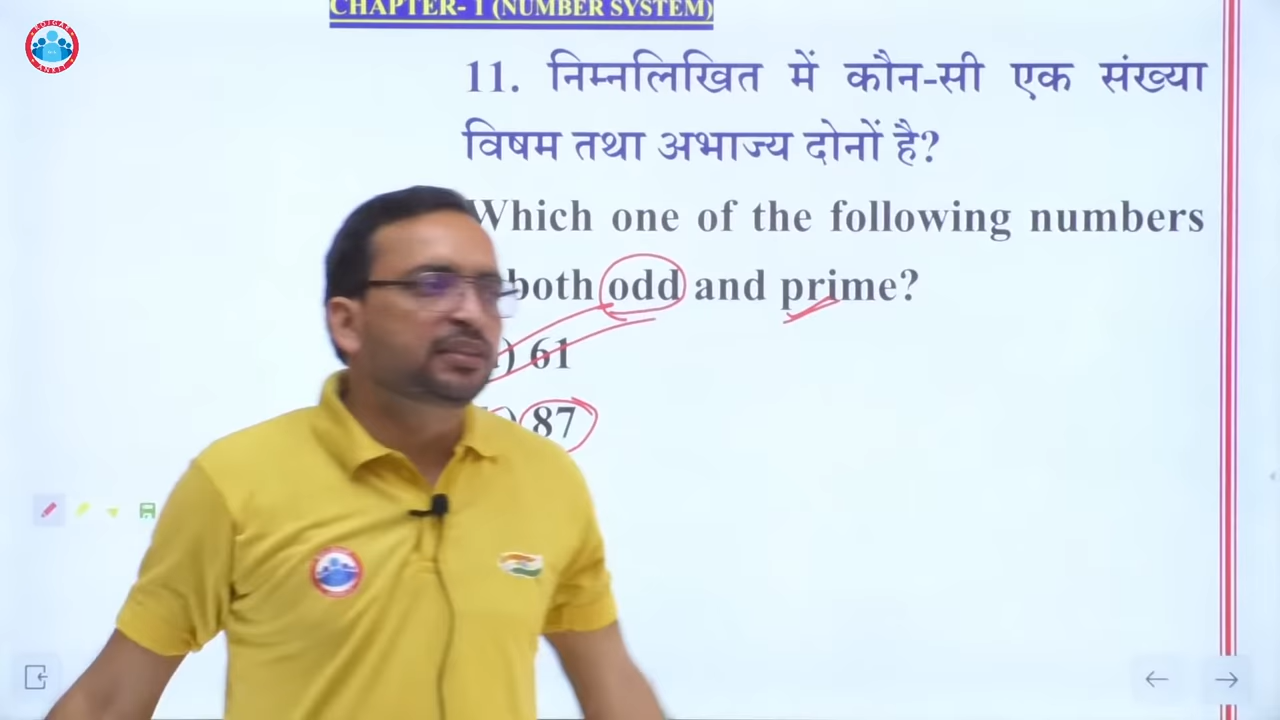 CHAPTER- 1 (NUMBER SYSTEM)
11. निम्नलिखित में कौन-सी एक संख्या
विषम तथा अभाज्य दोनों है?
Which one of the following numbers
both odd and prime?
) 61
) 87